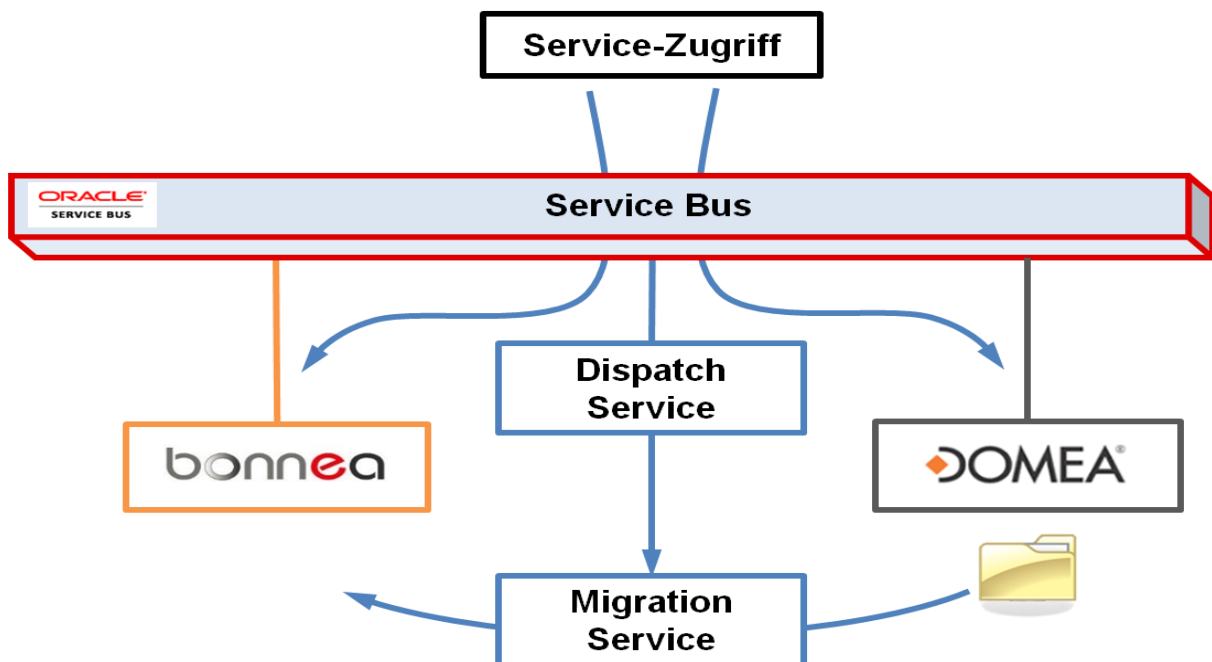 Service-Zugriff
ORACLE®
SERVICE BUS
Service Bus
Dispatch
Service
bonnea
DOMEA®
Migration
Service